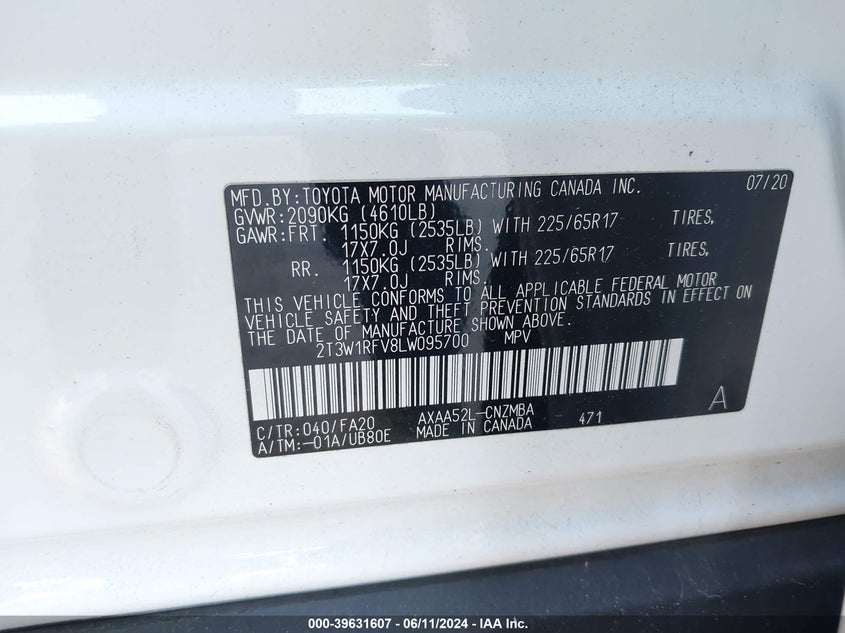 MFD.BY:TOYOTA MOTOR MANUFACTURING CANADA INC. 07/20
GVWR:2090KG (4610LB)
GAWR:FRT. 1150KG (2535LB) WITH 225/65R17 TIRES,
17X7.0J RIMS.
RR. 1150KG (2535LB) WITH 225/65R17 TIRES,
17X7.0J RIMS.
THIS VEHICLE CONFORMS TO ALL APPLICABLE FEDERAL MOTOR
VEHICLE SAFETY AND THEFT PREVENTION STANDARDS IN EFFECT ON
THE DATE OF MANUFACTURE SHOWN ABOVE.
2T3W1RFV8LW095700 MPV
C/TR:040/FA20 AXAA52L-CNZMBA A
A/TM:-01A/UB80E MADE IN CANADA 471
000-39631607 - 06/11/2024 - IAA Inc.